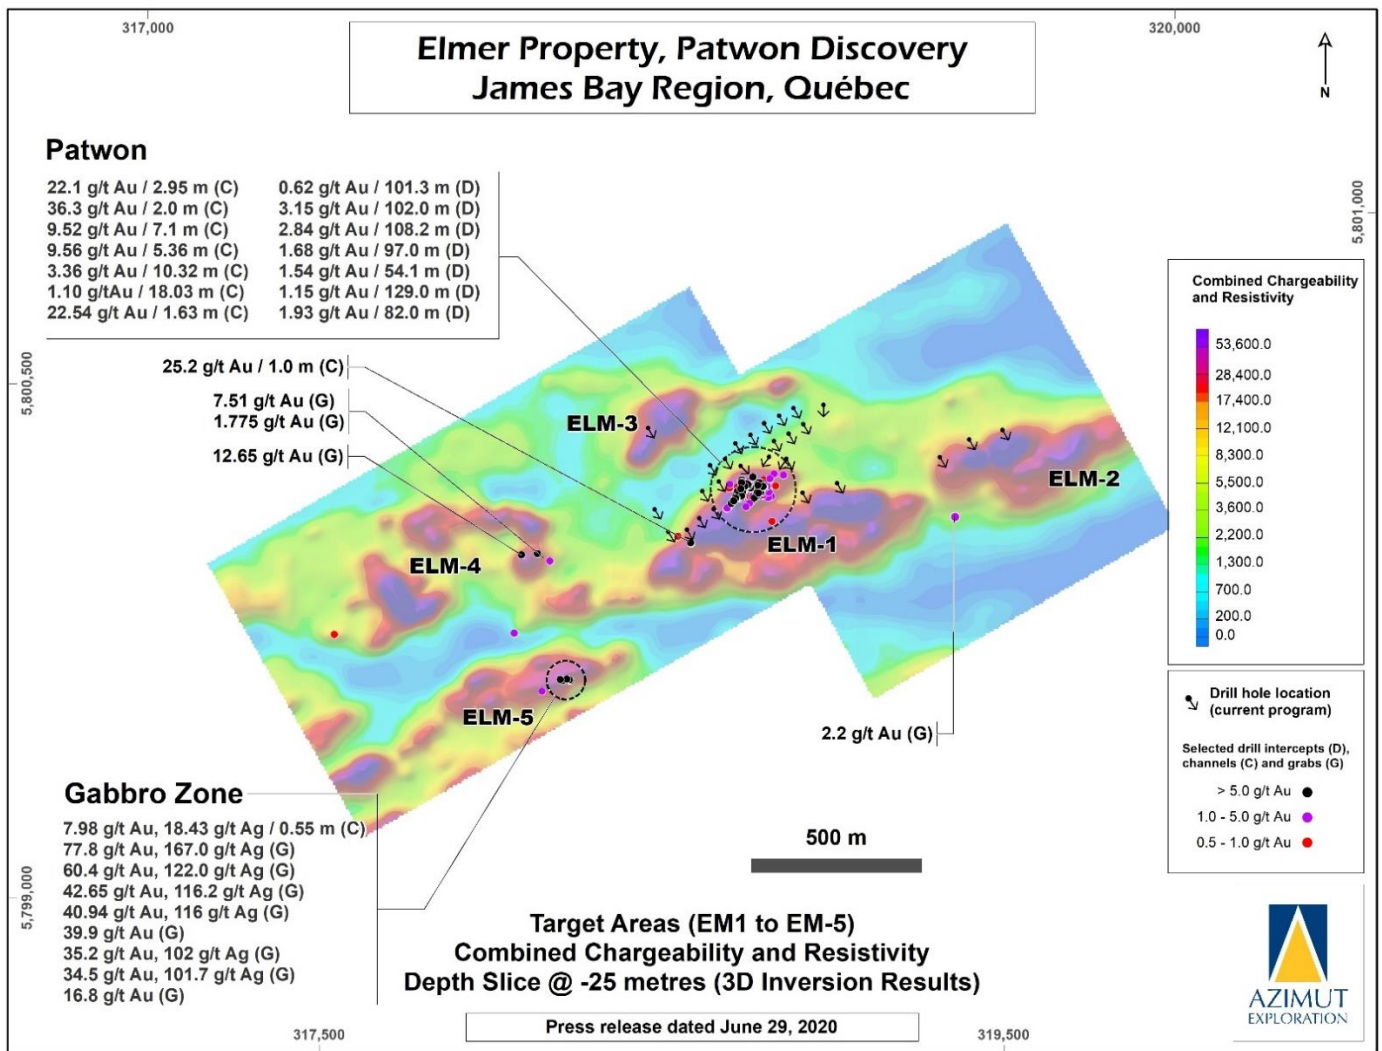 317,000
320,000
Elmer Property, Patwon Discovery
James Bay Region, Québec
N
Patwon
22.1 g/t Au / 2.95 m (C)
36.3 g/t Au / 2.0 m (C)
9.52 g/t Au / 7.1 m (C)
9.56 g/t Au / 5.36 m (C)
3.36 g/t Au / 10.32 m (C)
1.10 g/tAu / 18.03 m (C)
22.54 g/t Au / 1.63 m (C)
0.62 g/t Au / 101.3 m (D)
3.15 g/t Au / 102.0 m (D)
2.84 g/t Au / 108.2 m (D)
1.68 g/t Au / 97.0 m (D)
1.54 g/t Au / 54.1 m (D)
1.15 g/t Au / 129.0 m (D)
1.93 g/t Au / 82.0 m (D)
5,801,000
5,800,500
25.2 g/t Au / 1.0 m (C)
7.51 g/t Au (G)
1.775 g/t Au (G)
12.65 g/t Au (G)
ELM-3
ELM-2
ELM-1
ELM-4
ELM-5
2.2 g/t Au (G)
Combined Chargeability
and Resistivity
53,600.0
28,400.0
17,400.0
12,100.0
8,300.0
5,600.0
3,600.0
2,200.0
1,300.0
700.0
200.0
0.0
Drill hole location
(current program)
Selected drill intercepts (D),
channels (C) and grabs (G)
> 5.0 g/t Au
1.0 - 5.0 g/t Au
0.5 - 1.0 g/t Au
Gabbro Zone
7.98 g/t Au, 18.43 g/t Ag / 0.55 m (C)
77.8 g/t Au, 167.0 g/t Ag (G)
60.4 g/t Au, 122.0 g/t Ag (G)
42.65 g/t Au, 116.2 g/t Ag (G)
40.94 g/t Au, 116 g/t Ag (G)
39.9 g/t Au (G)
35.2 g/t Au, 102 g/t Ag (G)
34.5 g/t Au, 101.7 g/t Ag (G)
16.8 g/t Au (G)
5,799,000
500 m
Target Areas (EM1 to EM-5)
Combined Chargeability and Resistivity
Depth Slice @ -25 metres (3D Inversion Results)
Press release dated June 29, 2020
AZIMUT
EXPLORATION
317,500
319,500